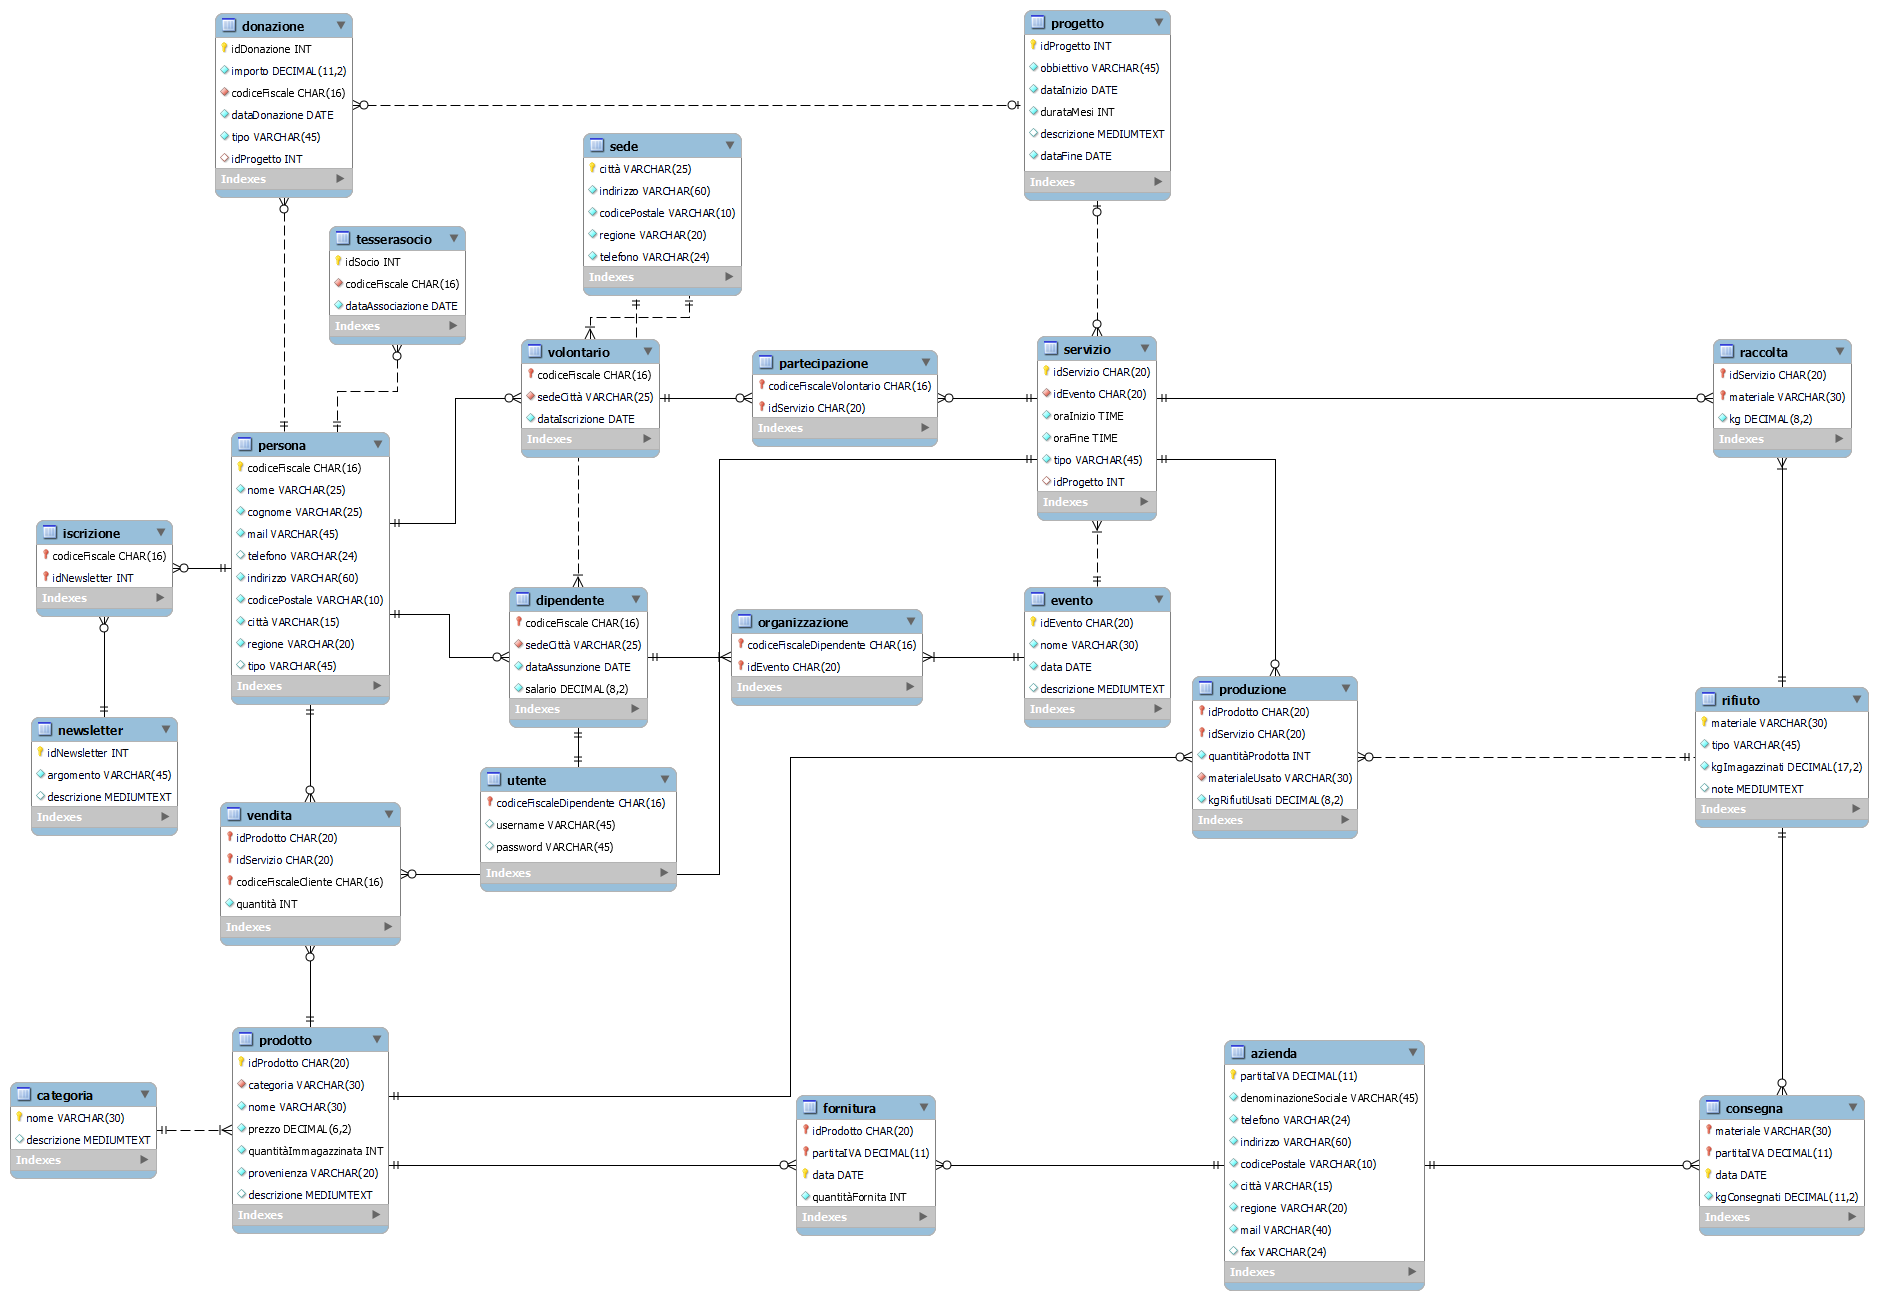 donazione
idDonazione INT
importo DECIMAL(11,2)
codiceFiscale CHAR(16)
dataDonazione DATE
tipo VARCHAR(45)
idProgetto INT
Indexes
progetto
idProgetto INT
obbiettivo VARCHAR(45)
dataInizio DATE
durataMesi INT
descrizione MEDIUMTEXT
dataFine DATE
Indexes
sede
città VARCHAR(25)
indirizzo VARCHAR(60)
codicePostale VARCHAR(10)
regione VARCHAR(20)
telefono VARCHAR(24)
Indexes
tesserasocio
idSocio INT
codiceFiscale CHAR(16)
dataAssociazione DATE
Indexes
volontario
codiceFiscale CHAR(16)
sedeCittà VARCHAR(25)
dataIscrizione DATE
Indexes
partecipazione
codiceFiscaleVolontario CHAR(16)
idServizio CHAR(20)
Indexes
servizio
idServizio CHAR(20)
idEvento CHAR(20)
oraInizio TIME
oraFine TIME
tipo VARCHAR(45)
idProgetto INT
Indexes
raccolta
idServizio CHAR(20)
materiale VARCHAR(30)
kg DECIMAL(8,2)
Indexes
persona
codiceFiscale CHAR(16)
nome VARCHAR(25)
cognome VARCHAR(25)
mail VARCHAR(45)
telefono VARCHAR(24)
indirizzo VARCHAR(60)
codicePostale VARCHAR(10)
città VARCHAR(15)
regione VARCHAR(20)
tipo VARCHAR(45)
Indexes
iscrizione
codiceFiscale CHAR(16)
idNewsletter INT
Indexes
dipendente
codiceFiscale CHAR(16)
sedeCittà VARCHAR(25)
dataAssunzione DATE
salario DECIMAL(8,2)
Indexes
organizzazione
codiceFiscaleDipendente CHAR(16)
idEvento CHAR(20)
Indexes
evento
idEvento CHAR(20)
nome VARCHAR(30)
data DATE
descrizione MEDIUMTEXT
Indexes
produzione
idProdotto CHAR(20)
idServizio CHAR(20)
quantitàProdotta INT
materialeUsato VARCHAR(30)
kgRifiutiUsati DECIMAL(8,2)
Indexes
rifiuto
materiale VARCHAR(30)
tipo VARCHAR(45)
kgImagazzinati DECIMAL(17,2)
note MEDIUMTEXT
Indexes
newsletter
idNewsletter INT
argomento VARCHAR(45)
descrizione MEDIUMTEXT
Indexes
utente
codiceFiscaleDipendente CHAR(16)
username VARCHAR(45)
password VARCHAR(45)
Indexes
vendita
idProdotto CHAR(20)
idServizio CHAR(20)
codiceFiscaleCliente CHAR(16)
quantità INT
Indexes
prodotto
idProdotto CHAR(20)
categoria VARCHAR(30)
nome VARCHAR(30)
prezzo DECIMAL(6,2)
quantitàImmagazzinata INT
provenienza VARCHAR(20)
descrizione MEDIUMTEXT
Indexes
categoria
nome VARCHAR(30)
descrizione MEDIUMTEXT
Indexes
fornitura
idProdotto CHAR(20)
partitaIVA DECIMAL(11)
data DATE
quantitàFornita INT
Indexes
azienda
partitaIVA DECIMAL(11)
denominazioneSociale VARCHAR(45)
telefono VARCHAR(24)
indirizzo VARCHAR(60)
codicePostale VARCHAR(10)
città VARCHAR(15)
regione VARCHAR(20)
mail VARCHAR(40)
fax VARCHAR(24)
Indexes
consegna
materiale VARCHAR(30)
partitaIVA DECIMAL(11)
data DATE
kgConsegnati DECIMAL(11,2)
Indexes